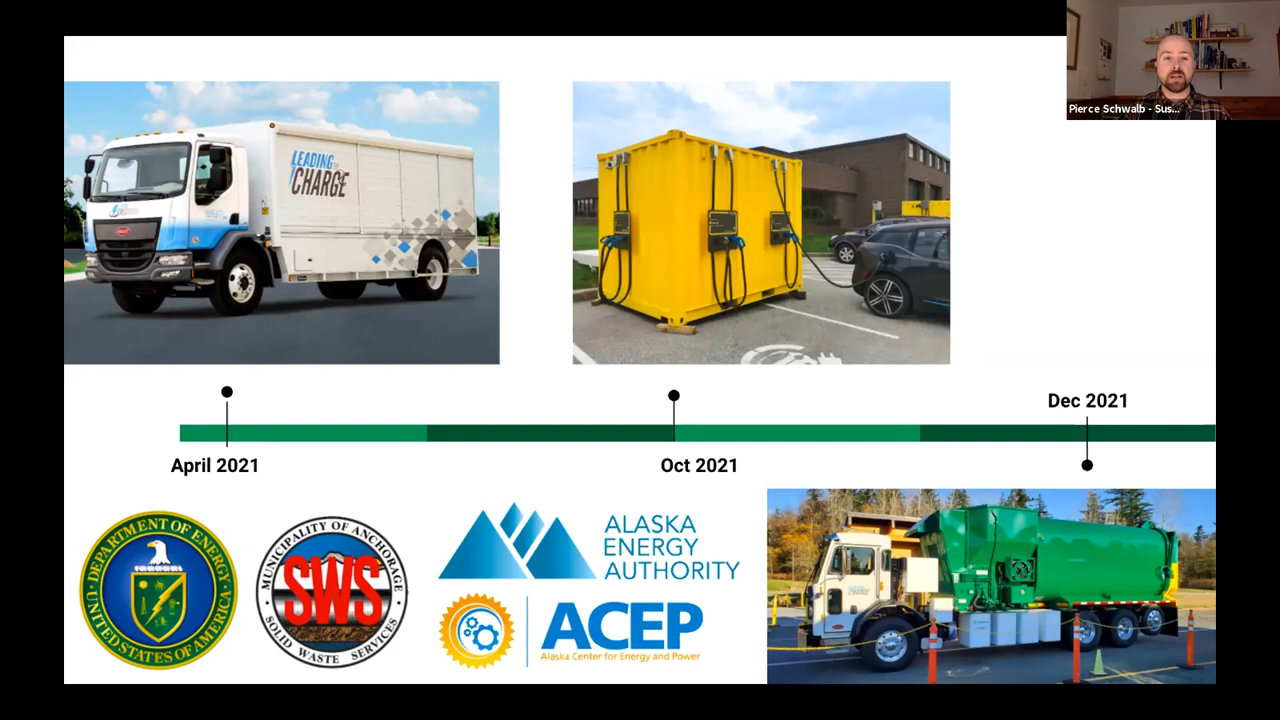 Pierce Schwalb - Sus...
LEADING
CHARGE
Dec 2021
April 2021
Oct 2021
DEPARTMENT OF ENERGY
UNITED STATES OF AMERICA
MUNICIPALITY OF ANCHORAGE
SWS
SOLID WASTE SERVICES
ALASKA
ENERGY
AUTHORITY
ACEP
Alaska Center for Energy and Power